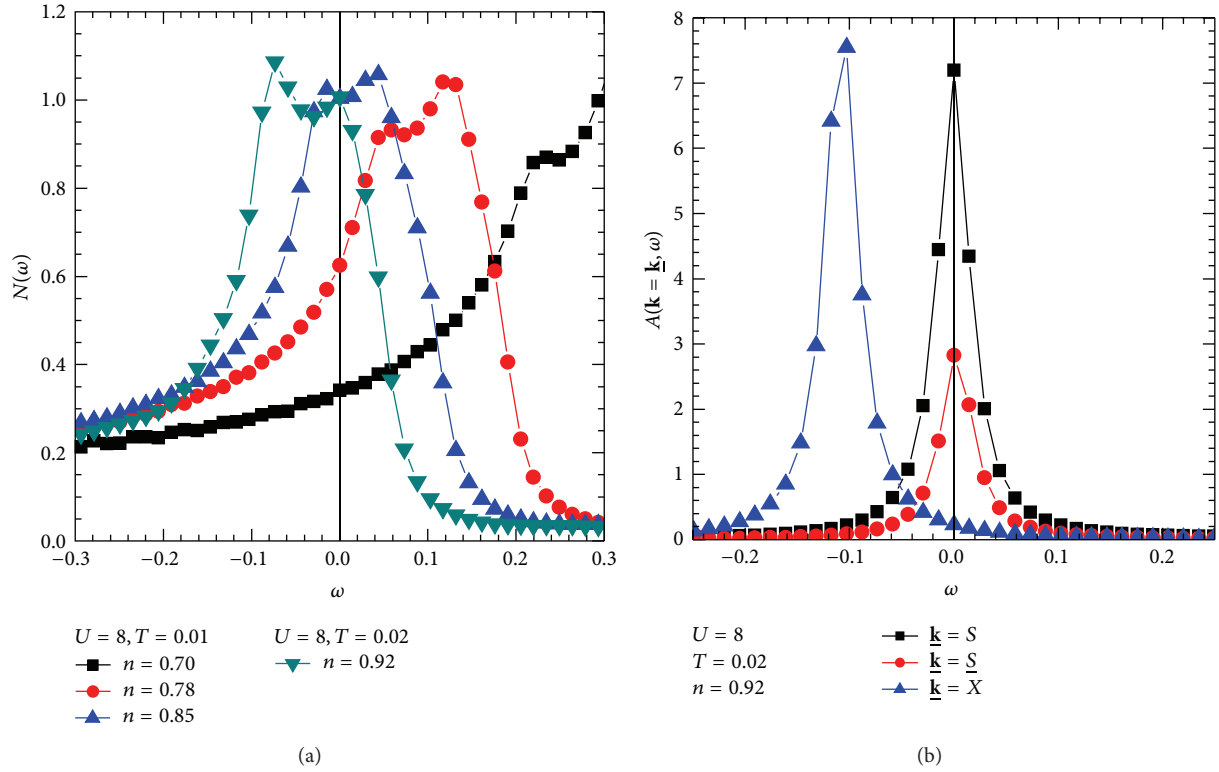 1.2
1.0
0.8
0.6
0.4
0.2
0.0
N(ω)
−0.3 −0.2 −0.1 0.0 0.1 0.2 0.3
ω
U = 8, T = 0.01
n = 0.70
n = 0.78
n = 0.85
U = 8, T = 0.02
n = 0.92
(a)
8
7
6
5
4
3
2
1
0
A(k = k̲, ω)
−0.2 −0.1 0.0 0.1 0.2
ω
U = 8
T = 0.02
n = 0.92
k̲ = S
k̲ = S̲
k̲ = X
(b)